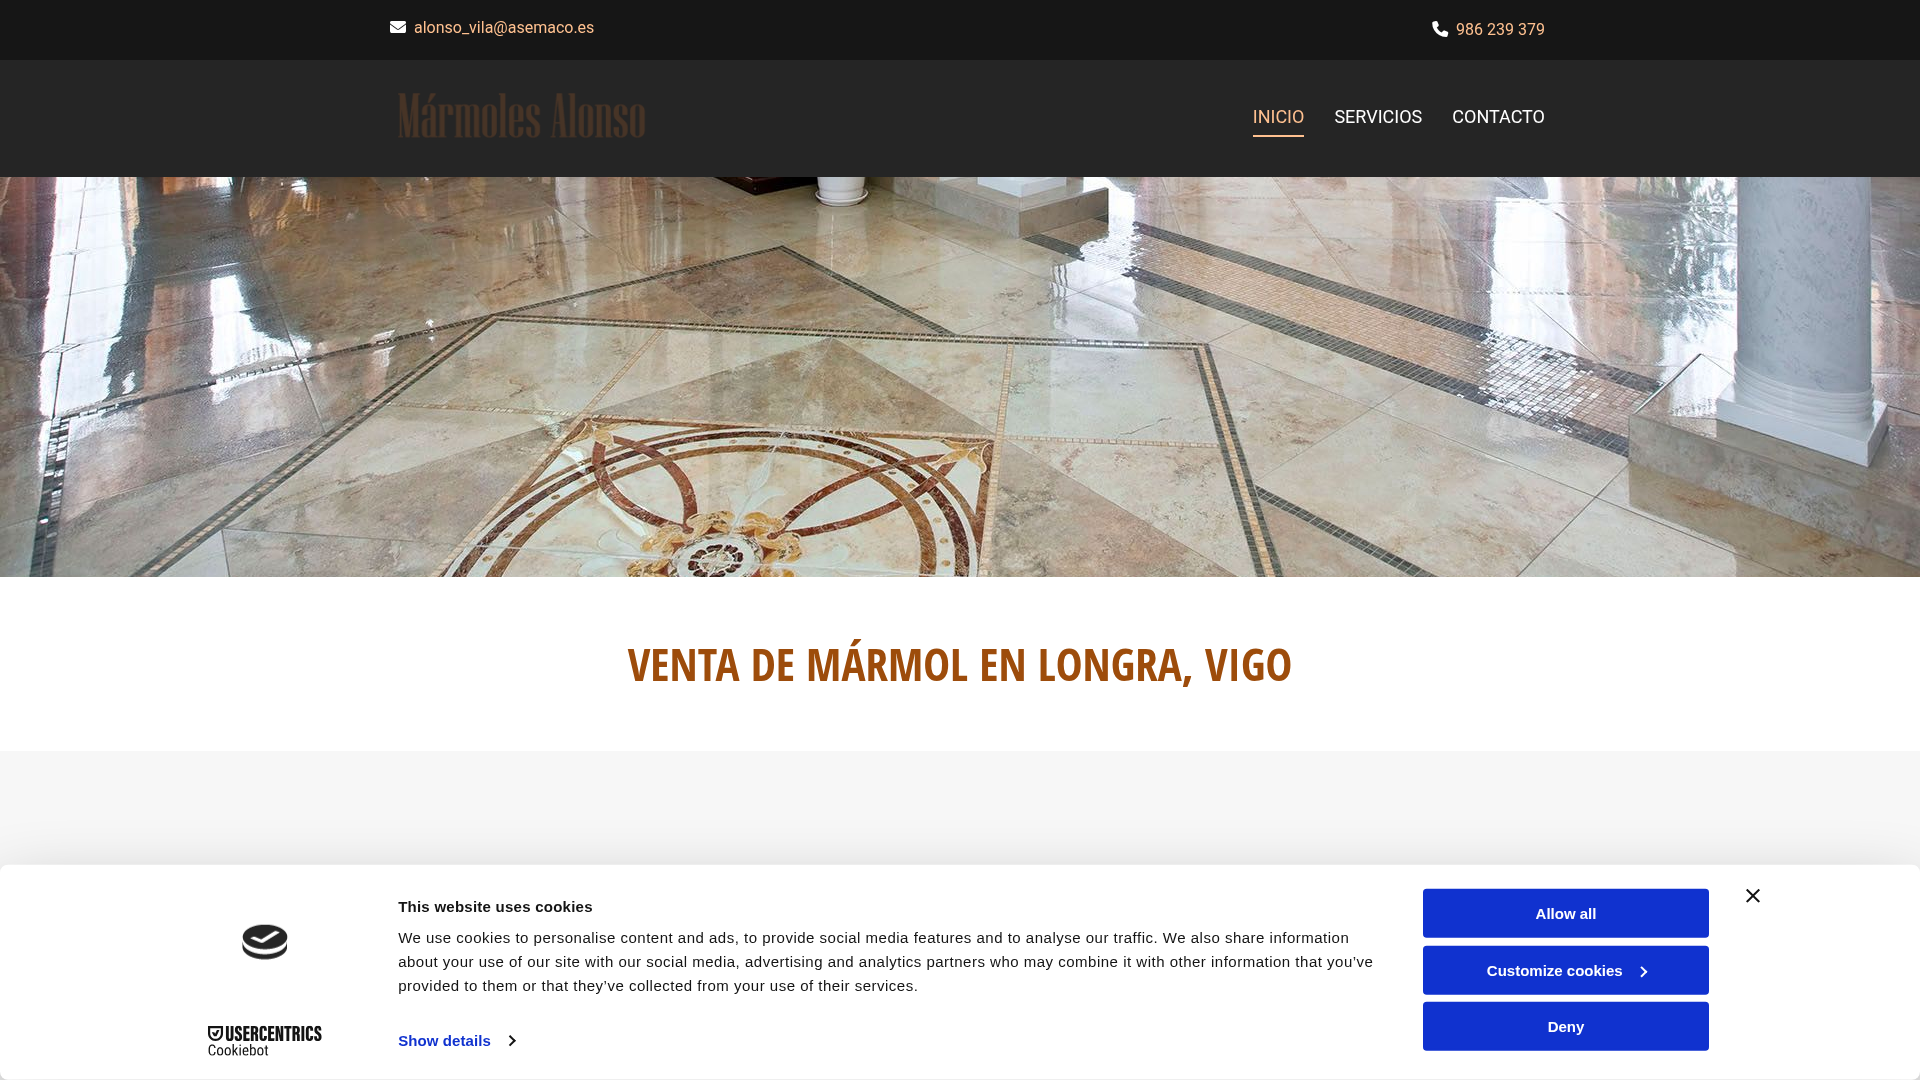 alonso_vila@asemaco.es
986 239 379
Mármoles Alonso
INICIO
SERVICIOS
CONTACTO
VENTA DE MÁRMOL EN LONGRA, VIGO
This website uses cookies
We use cookies to personalise content and ads, to provide social media features and to analyse our traffic. We also share information
about your use of our site with our social media, advertising and analytics partners who may combine it with other information that you’ve
provided to them or that they’ve collected from your use of their services.
Show details
Allow all
Customize cookies
Deny
USERCENTRICS
Cookiebot